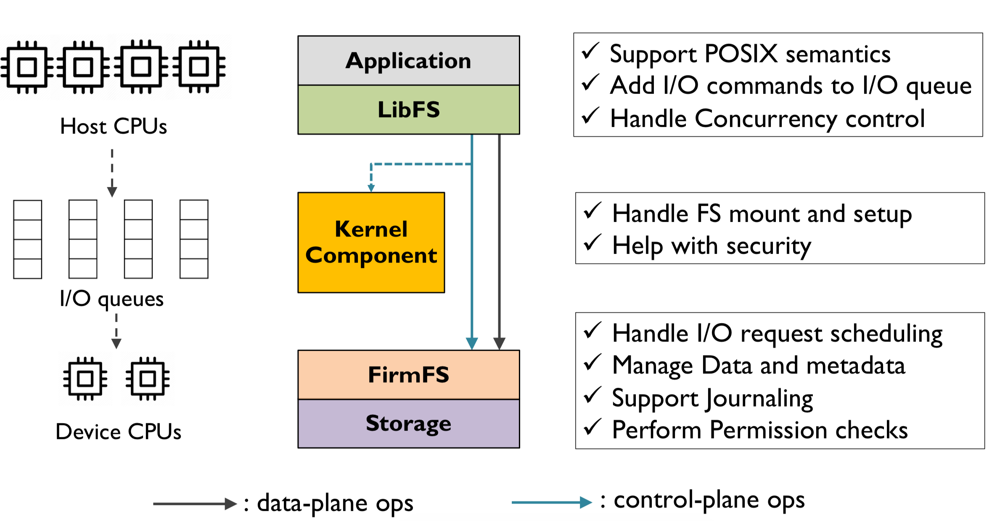 Host CPUs
I/O queues
Device CPUs
Application
LibFS
Kernel
Component
FirmFS
Storage
Support POSIX semantics
Add I/O commands to I/O queue
Handle Concurrency control
Handle FS mount and setup
Help with security
Handle I/O request scheduling
Manage Data and metadata
Support Journaling
Perform Permission checks
: data-plane ops
: control-plane ops